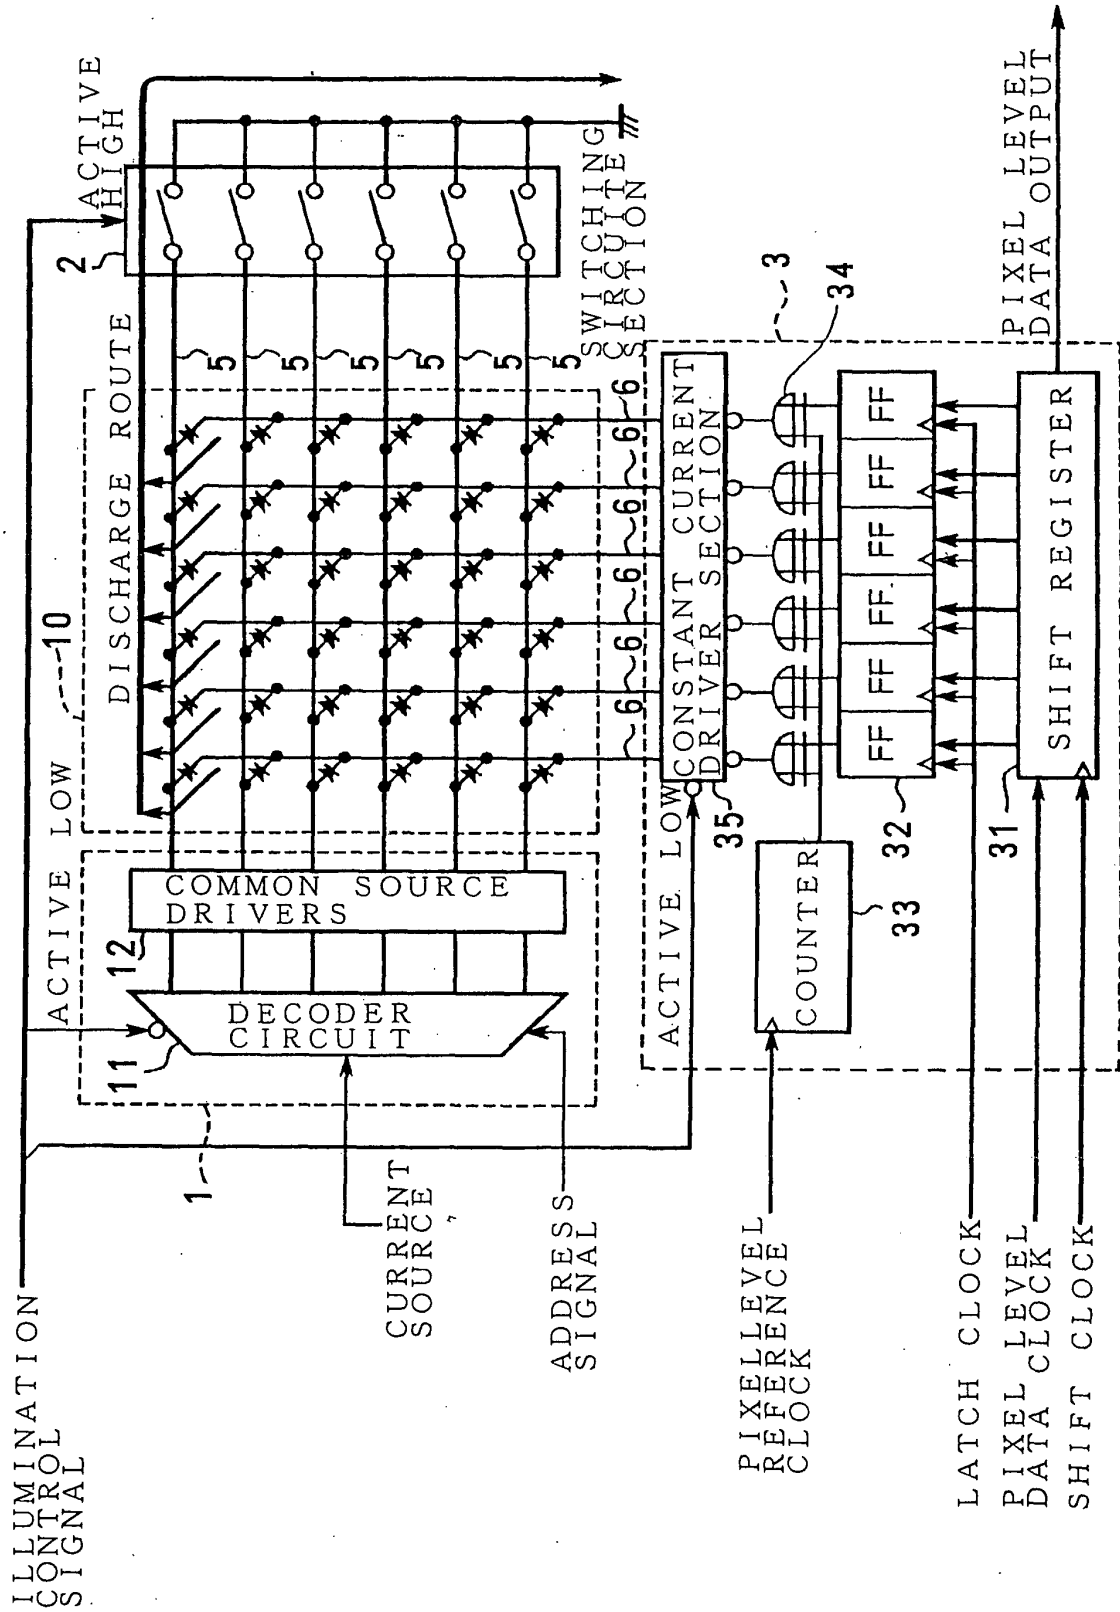 ILLUMINATION
CONTROL
SIGNAL
ACTIVE LOW
10
DISCHARGE ROUTE
2
ACTIVE
HIGH
1
11
DECODER
CIRCUIT
12
COMMON SOURCE
DRIVERS
5
5
5
5
5
5
SWITCHING
CIRCUITE
SECTION
CURRENT
SOURCE
ADDRESS
SIGNAL
6
6
6
6
6
6
ACTIVE LOW
35
CONSTANT CURRENT
DRIVER SECTION
3
34
PIXEL LEVEL
REFERENCE
CLOCK
COUNTER
33
32
FF
FF
FF.
FF
FF
FF
31
SHIFT REGISTER
LATCH CLOCK
PIXEL LEVEL
DATA CLOCK
SHIFT CLOCK
PIXEL LEVEL
DATA OUTPUT